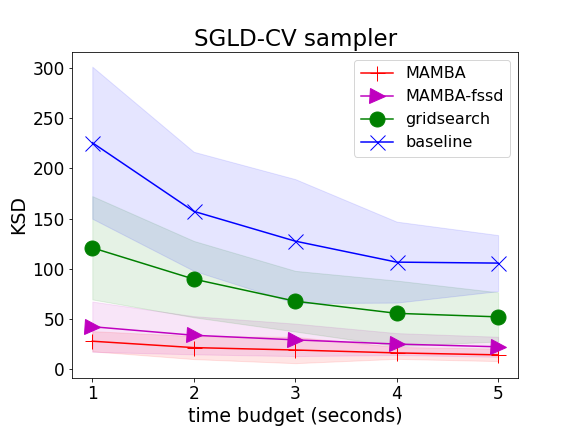 SGLD-CV sampler
KSD
300
250
200
150
100
50
0
MAMBA
MAMBA-fssd
gridsearch
baseline
1 2 3 4 5
time budget (seconds)